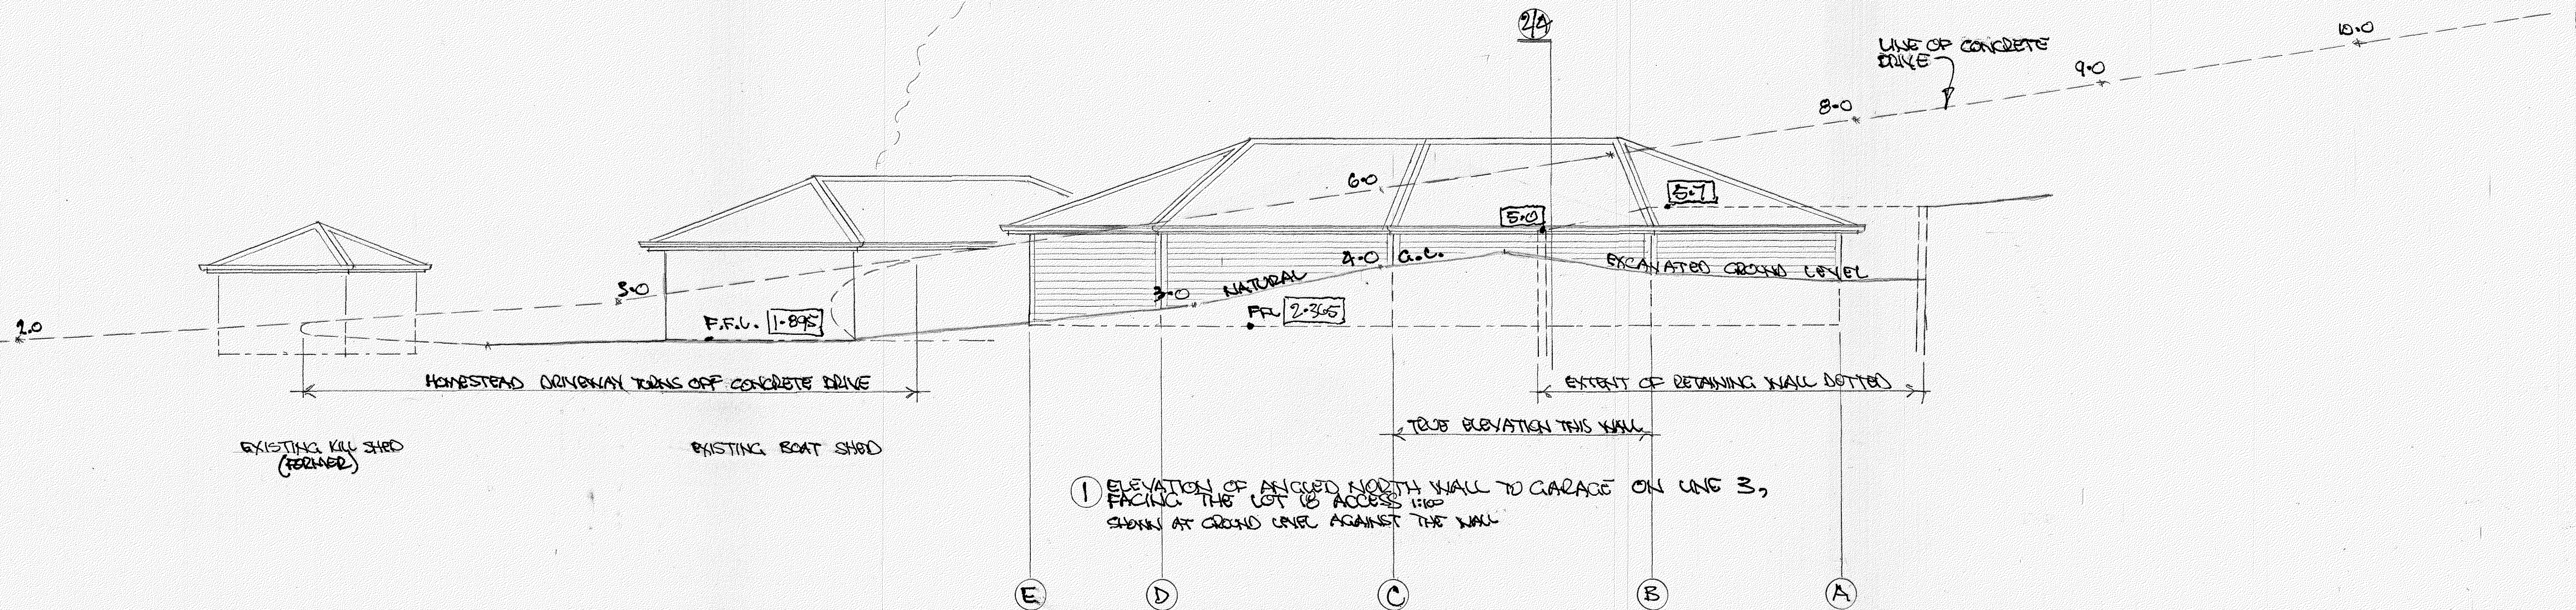 2/4
LINE OF CONCRETE
DRIVE
10.0
9.0
8.0
6.0
5.7
5.0
4.0 G.L.
EXCAVATED GROUND LEVEL
NATURAL
3.0
3.0
FFL 2.365
F.F.L. 1.895
2.0
HOMESTEAD DRIVEWAY TURNS OFF CONCRETE DRIVE
EXTENT OF RETAINING WALL DOTTED
TRUE ELEVATION THIS WALL
EXISTING KILL SHED
(FORMER)
EXISTING BOAT SHED
1 ELEVATION OF ANGLED NORTH WALL TO GARAGE ON LINE 3,
FACING THE LOT 18 ACCESS 1:100
SHOWN AT GROUND LEVEL AGAINST THE WALL
E D C B A